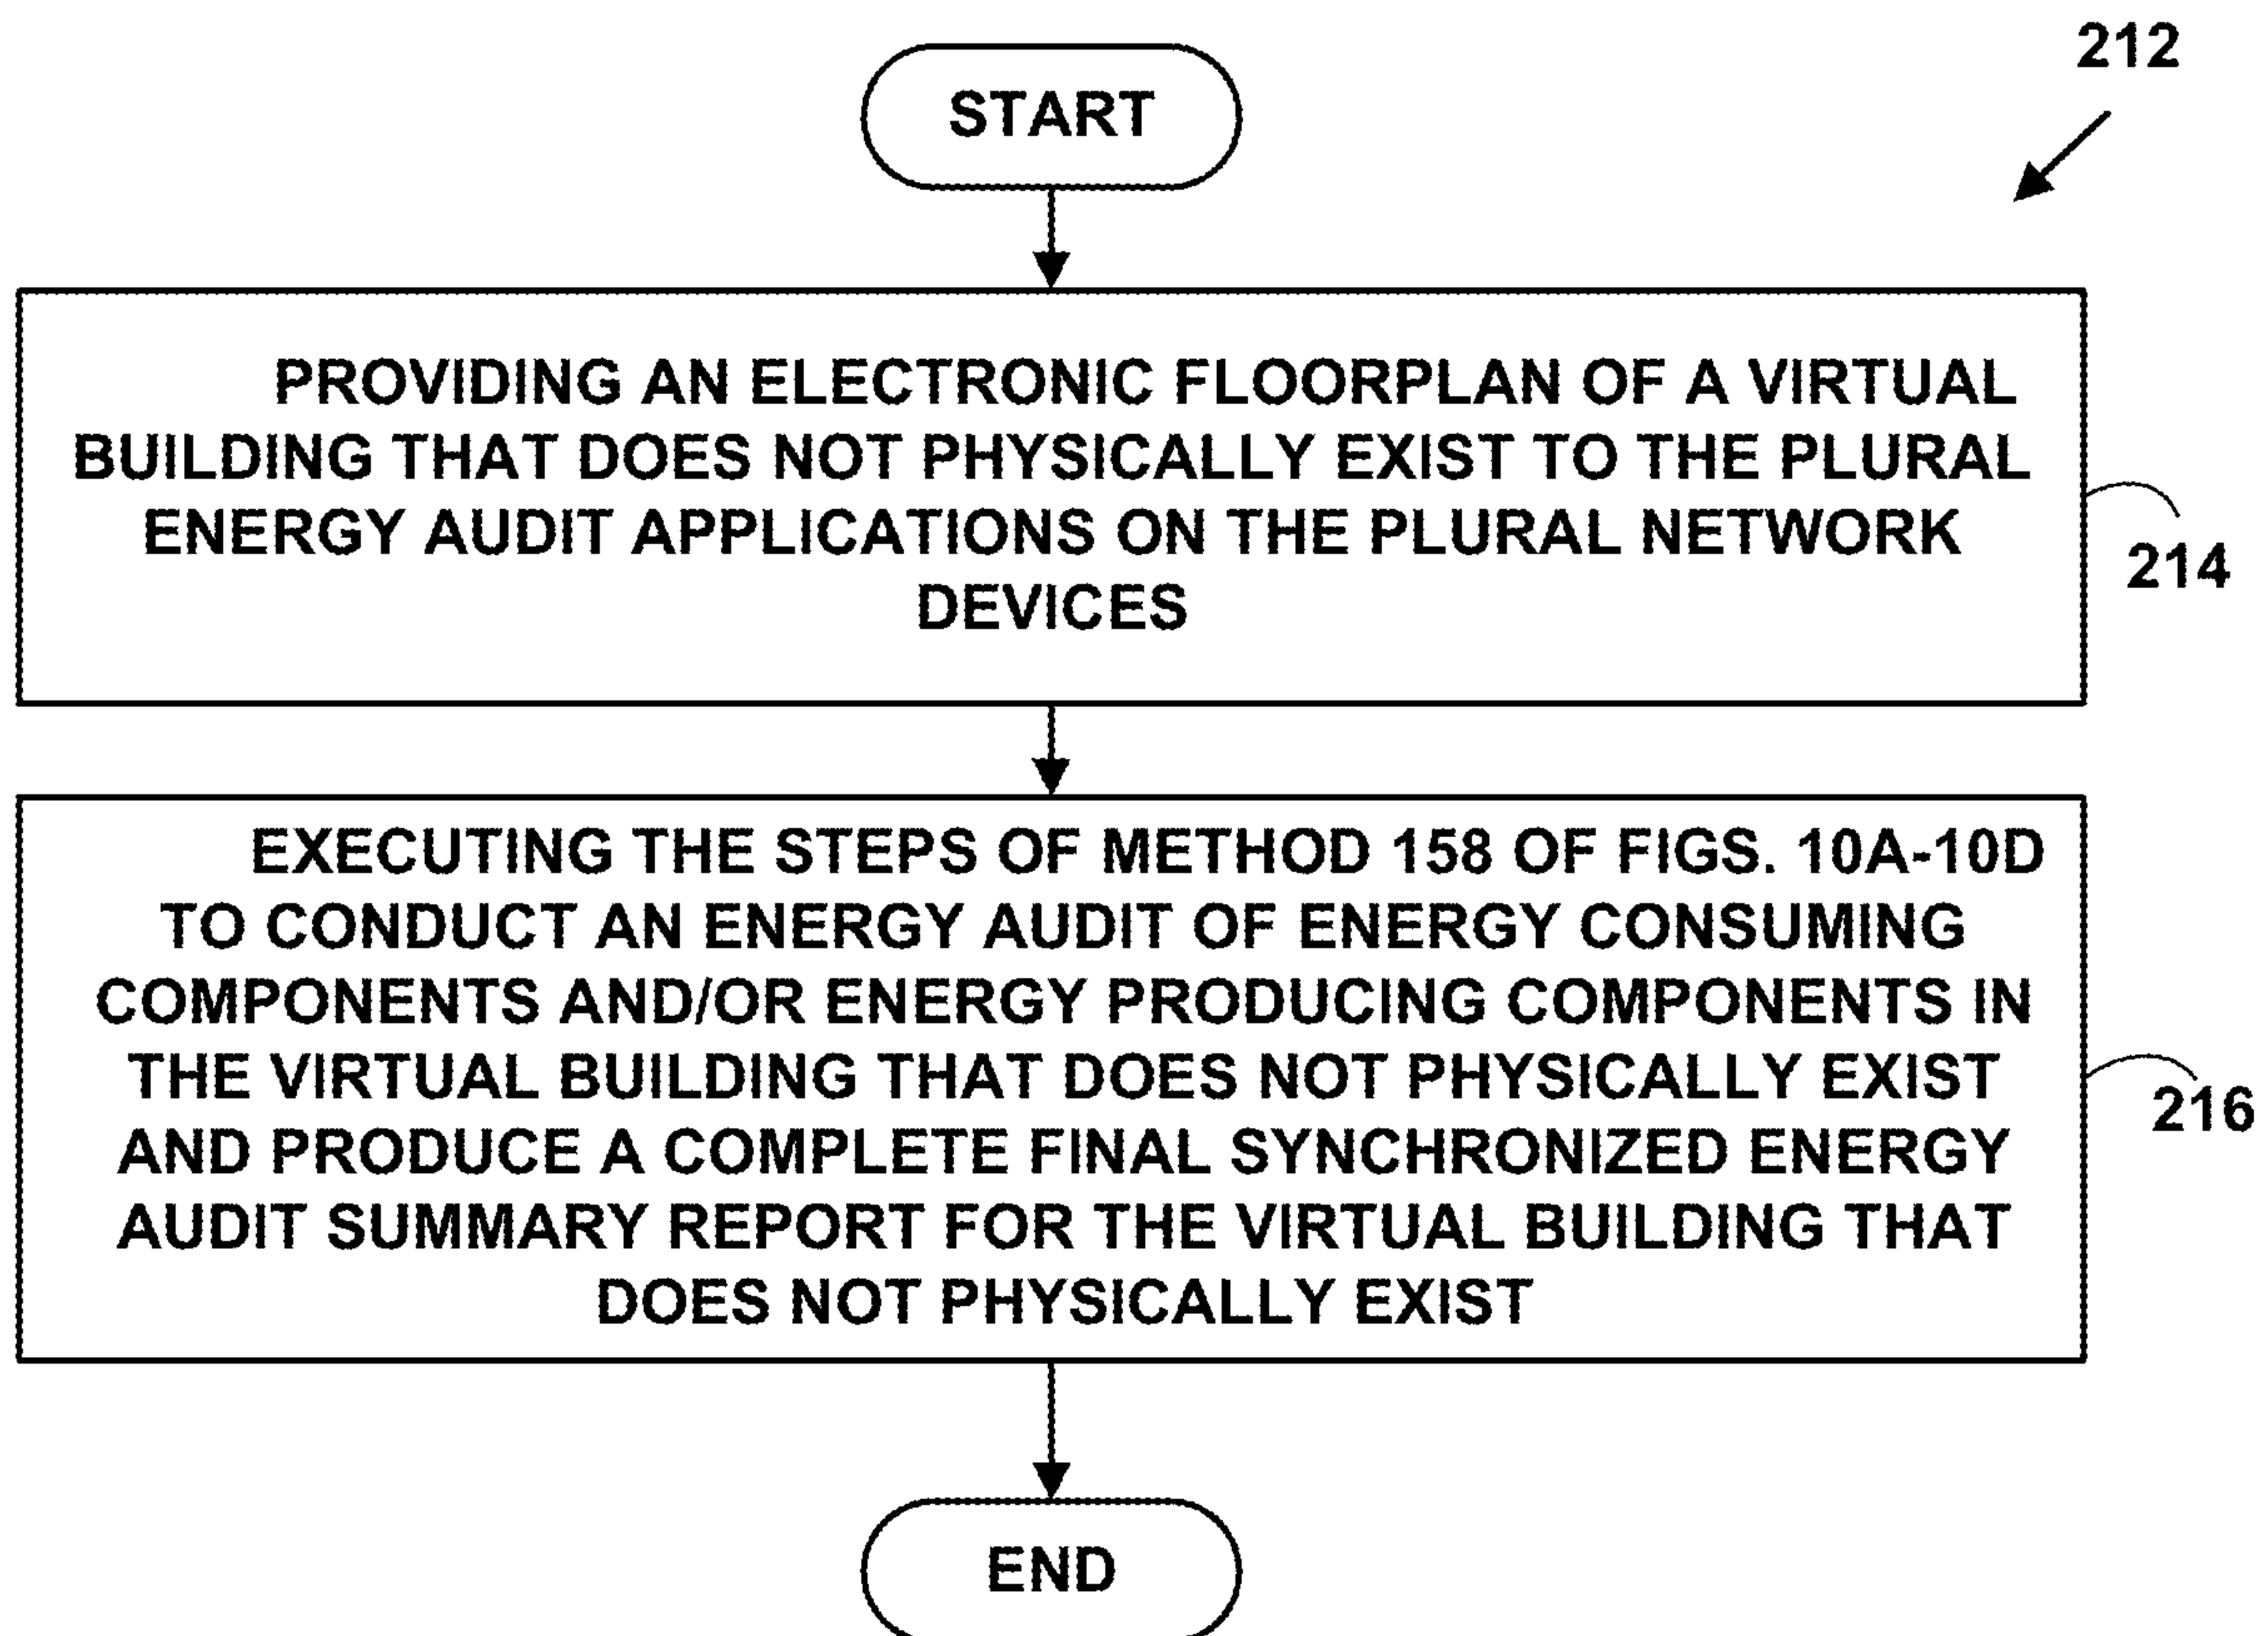 212
START
PROVIDING AN ELECTRONIC FLOORPLAN OF A VIRTUAL
BUILDING THAT DOES NOT PHYSICALLY EXIST TO THE PLURAL
ENERGY AUDIT APPLICATIONS ON THE PLURAL NETWORK
DEVICES
214
EXECUTING THE STEPS OF METHOD 158 OF FIGS. 10A-10D
TO CONDUCT AN ENERGY AUDIT OF ENERGY CONSUMING
COMPONENTS AND/OR ENERGY PRODUCING COMPONENTS IN
THE VIRTUAL BUILDING THAT DOES NOT PHYSICALLY EXIST
AND PRODUCE A COMPLETE FINAL SYNCHRONIZED ENERGY
AUDIT SUMMARY REPORT FOR THE VIRTUAL BUILDING THAT
DOES NOT PHYSICALLY EXIST
216
END